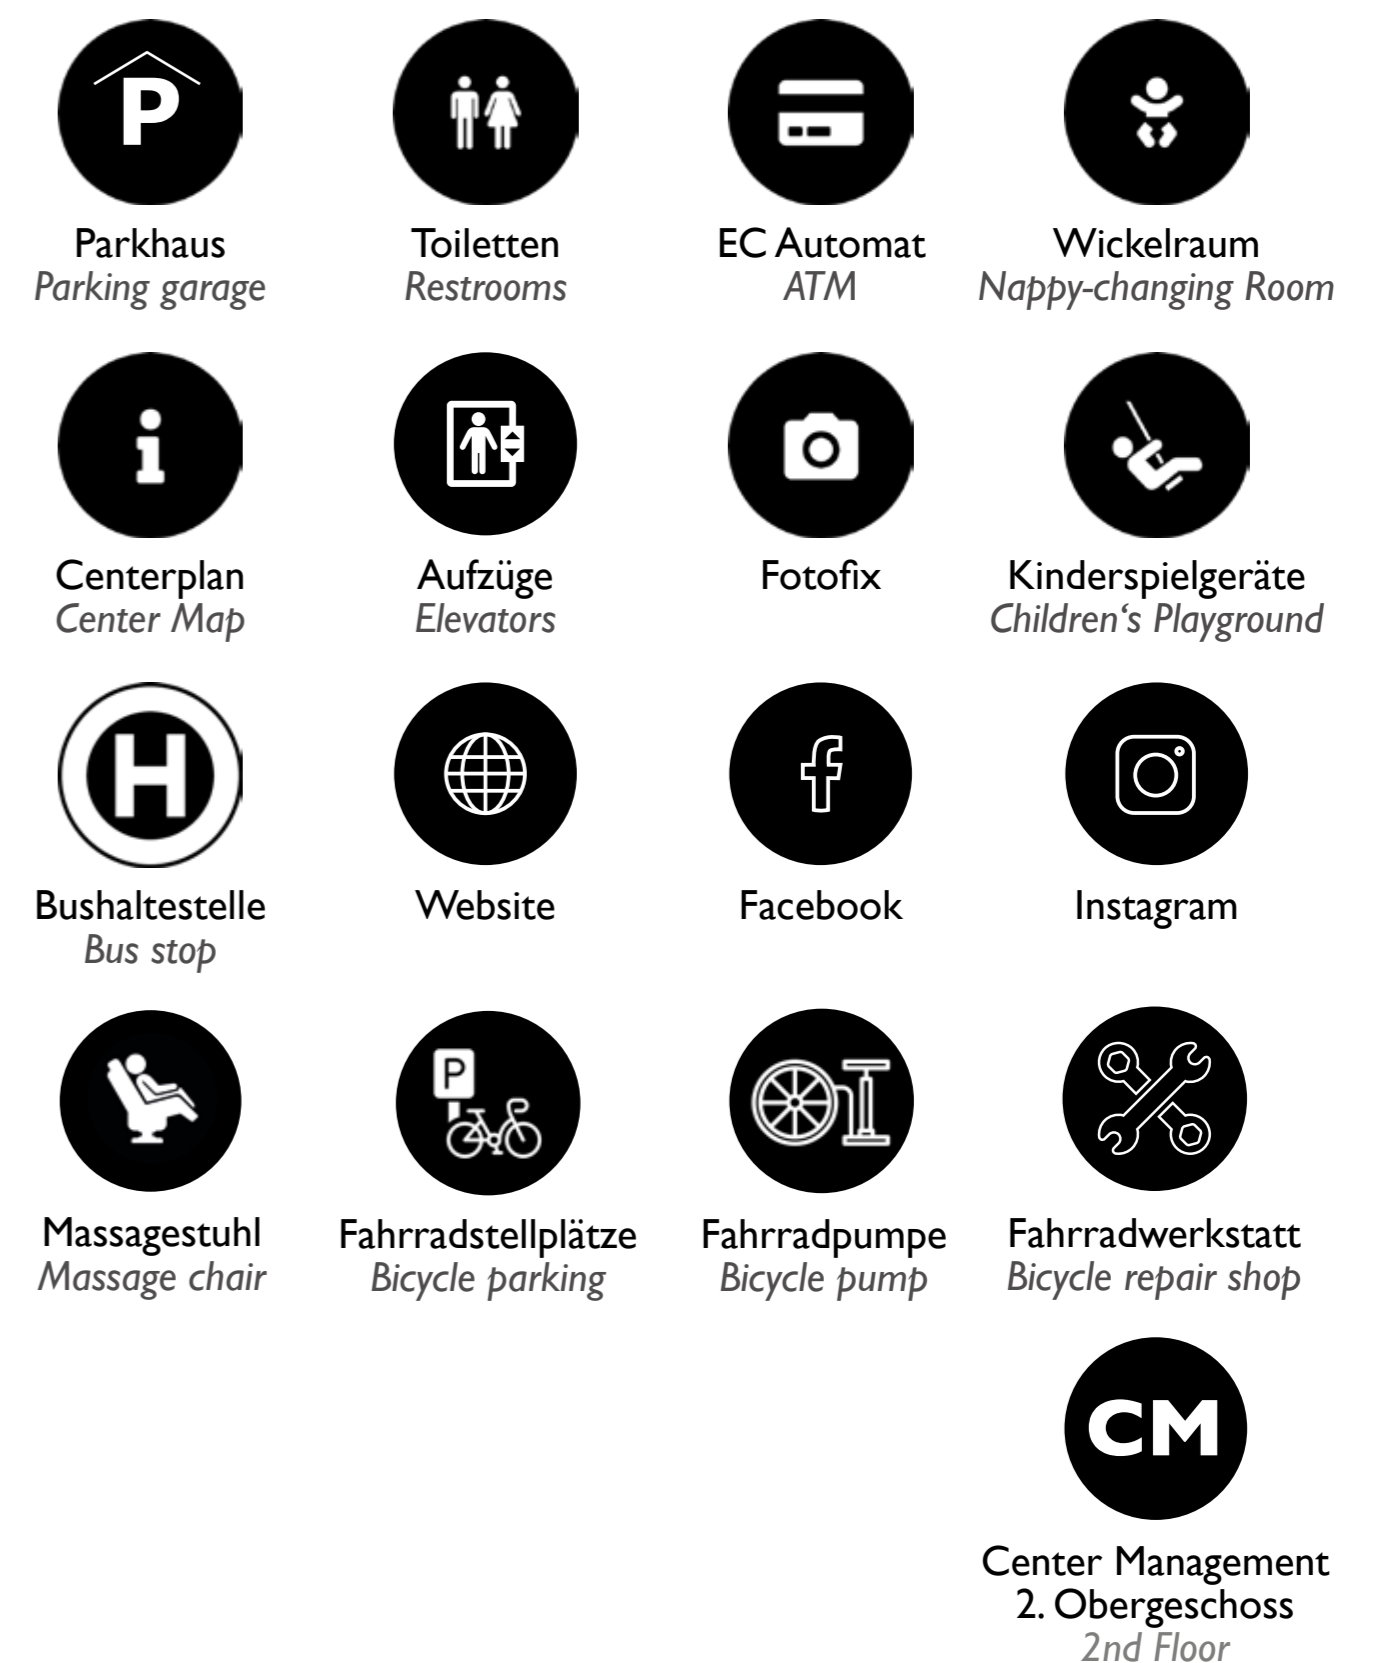 P
Parkhaus
Parking garage
Toiletten
Restrooms
EC Automat
ATM
Wickelraum
Nappy-changing Room
i
Centerplan
Center Map
Aufzüge
Elevators
Fotofix
Kinderspielgeräte
Children‘s Playground
H
Bushaltestelle
Bus stop
Website
f
Facebook
Instagram
Massagestuhl
Massage chair
P
Fahrradstellplätze
Bicycle parking
Fahrradpumpe
Bicycle pump
Fahrradwerkstatt
Bicycle repair shop
CM
Center Management
2. Obergeschoss
2nd Floor